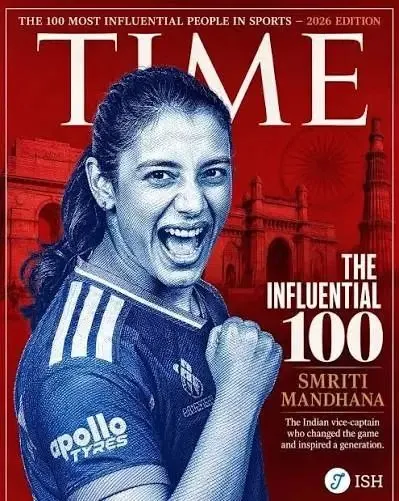 THE 100 MOST INFLUENTIAL PEOPLE IN SPORTS – 2026 EDITION
TIME
THE
INFLUENTIAL
100
SMRITI
MANDHANA
The Indian vice-captain
who changed the game
and inspired a generation.
apollo
TYRES
ISH